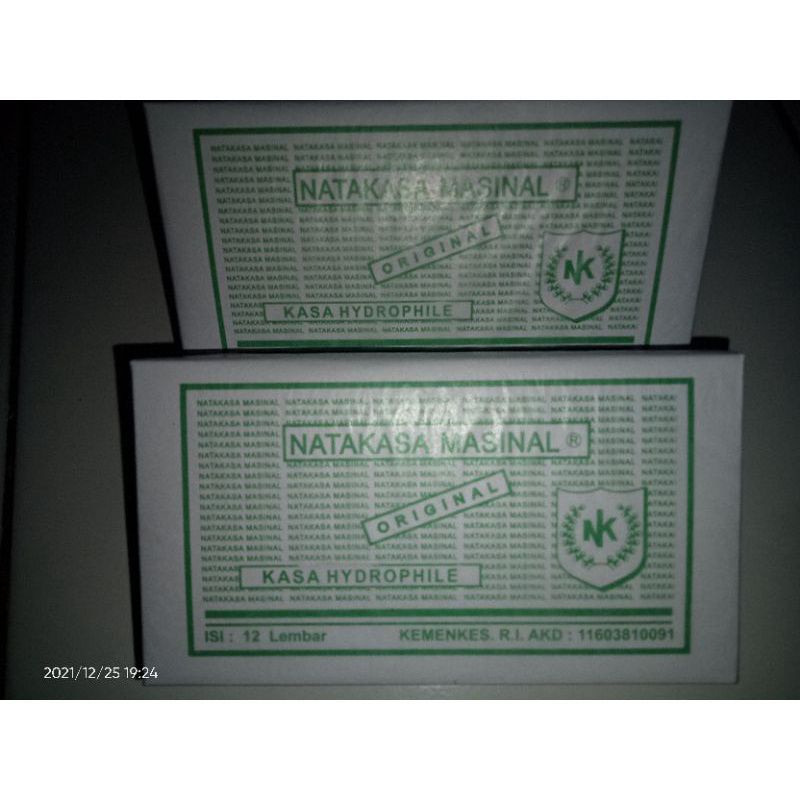 NATAKASA MASINAL ®
ORIGINAL
NK
KASA HYDROPHILE
NATAKASA MASINAL ®
ORIGINAL
NK
KASA HYDROPHILE
ISI : 12 Lembar KEMENKES. R.I. AKD : 11603810091
2021/12/25 19:24